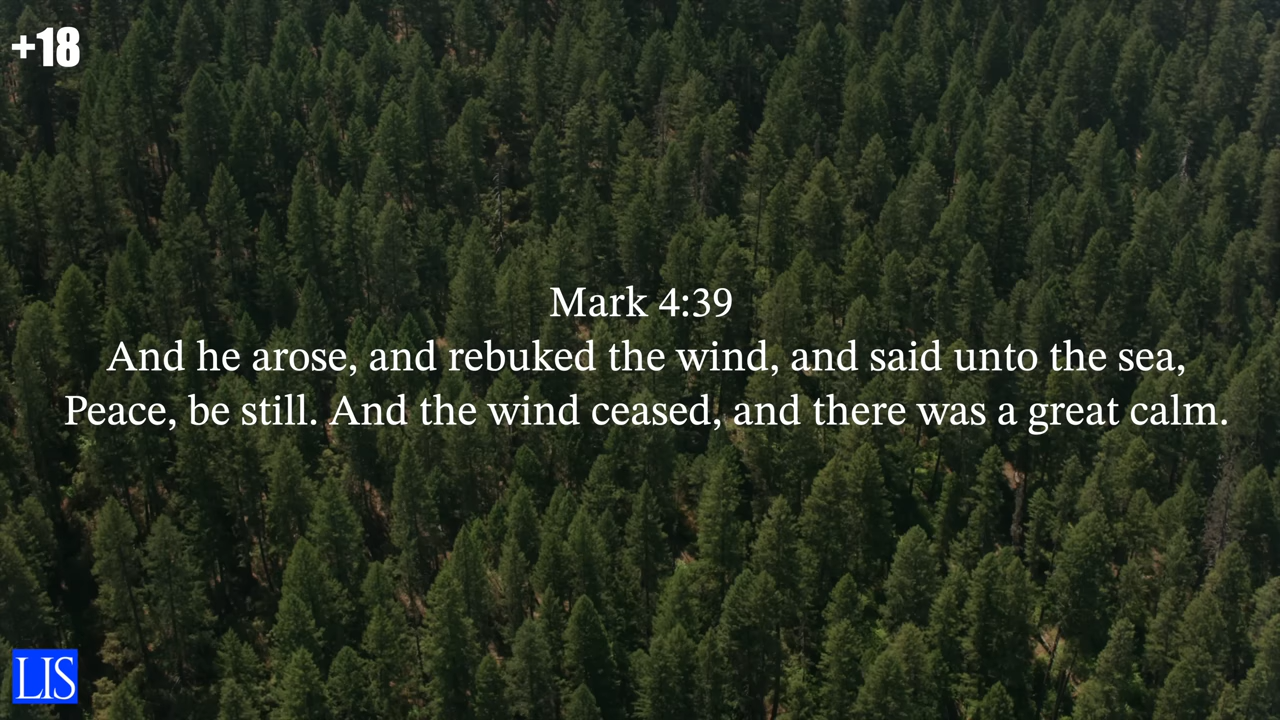 +18
Mark 4:39
And he arose, and rebuked the wind, and said unto the sea,
Peace, be still. And the wind ceased, and there was a great calm.
LIS